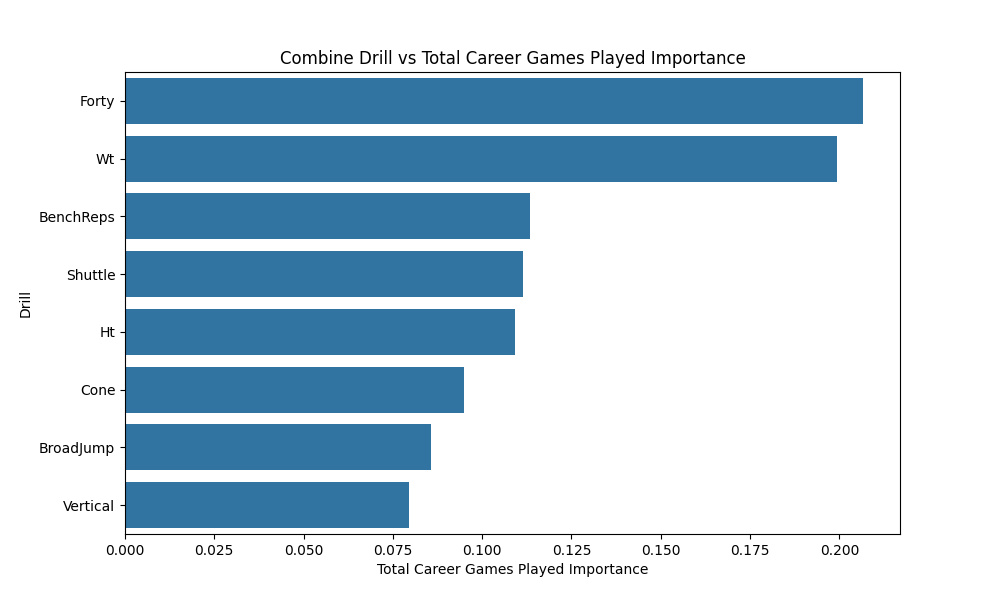 Combine Drill vs Total Career Games Played Importance
Drill
Forty
Wt
BenchReps
Shuttle
Ht
Cone
BroadJump
Vertical
0.000 0.025 0.050 0.075 0.100 0.125 0.150 0.175 0.200
Total Career Games Played Importance